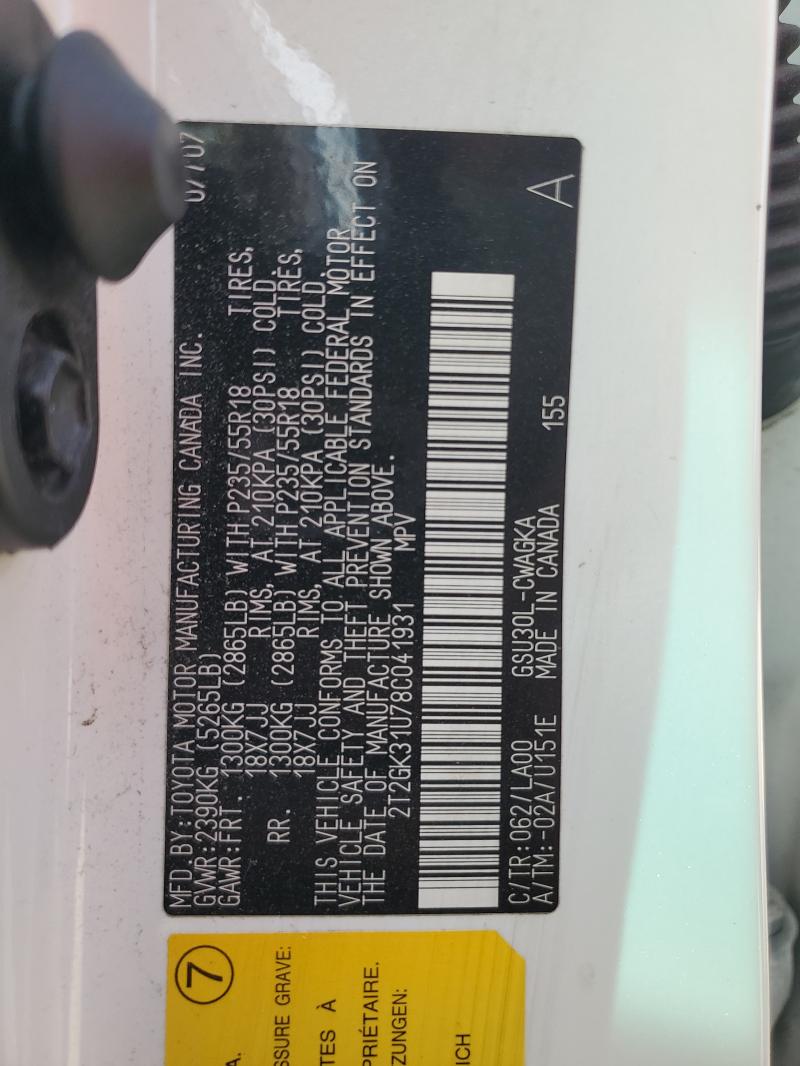 MFD.BY:TOYOTA MOTOR MANUFACTURING CANADA INC. 07/07
GVWR:2390KG (5265LB)
GAWR:FRT. 1300KG (2865LB) WITH P235/55R18 TIRES,
18X7JJ RIMS, AT 210KPA (30PSI) COLD.
RR. 1300KG (2865LB) WITH P235/55R18 TIRES,
18X7JJ RIMS, AT 210KPA (30PSI) COLD.
THIS VEHICLE CONFORMS TO ALL APPLICABLE FEDERAL MOTOR
VEHICLE SAFETY AND THEFT PREVENTION STANDARDS IN EFFECT ON
THE DATE OF MANUFACTURE SHOWN ABOVE.
2T2GK31U78C041931 MPV
C/TR:062/LA00 GSU30L-CWAGKA
A/TM:-02A/U151E MADE IN CANADA 155 A
7
A.
SSURE GRAVE:
TES À
PRIÉTAIRE.
ZUNGEN:
ICH